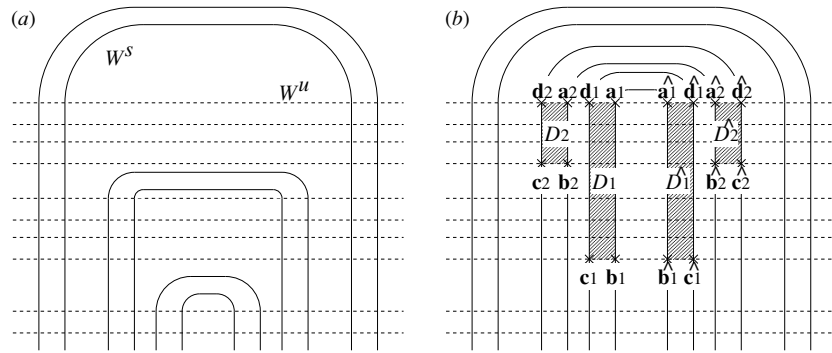 (a)
W^s
W^u
(b)
d2 a2 d1 a1 â1 d̂1 â2 d̂2
D2 D̂2
c2 b2 D1 D̂1 b̂2 ĉ2
c1 b1 b̂1 ĉ1